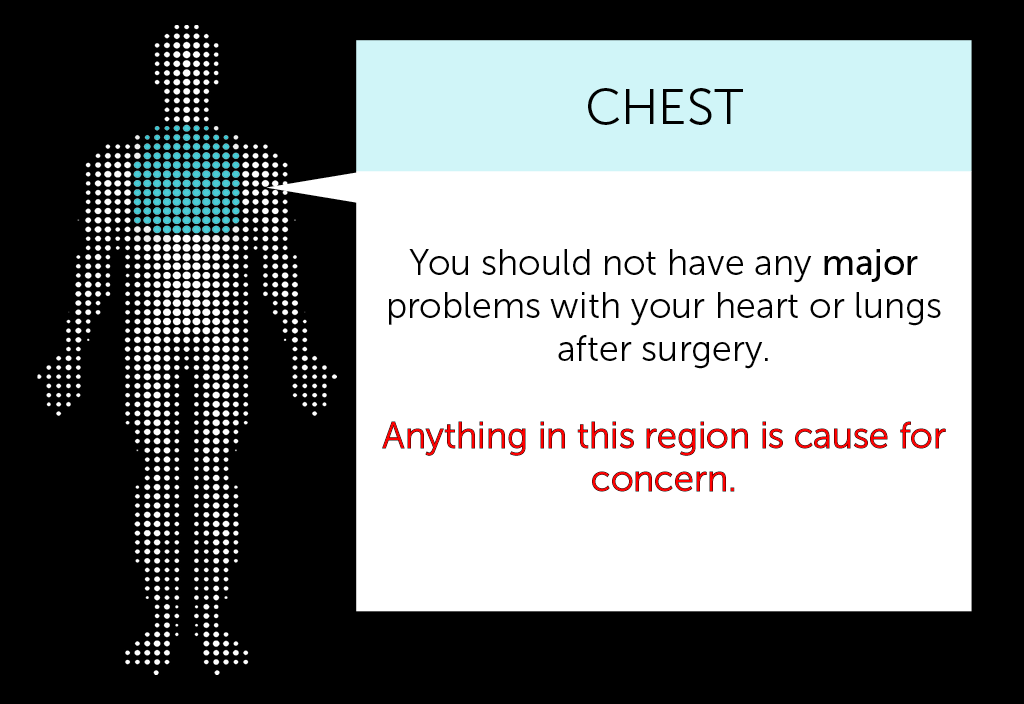 CHEST
You should not have any major
problems with your heart or lungs
after surgery.
Anything in this region is cause for
concern.